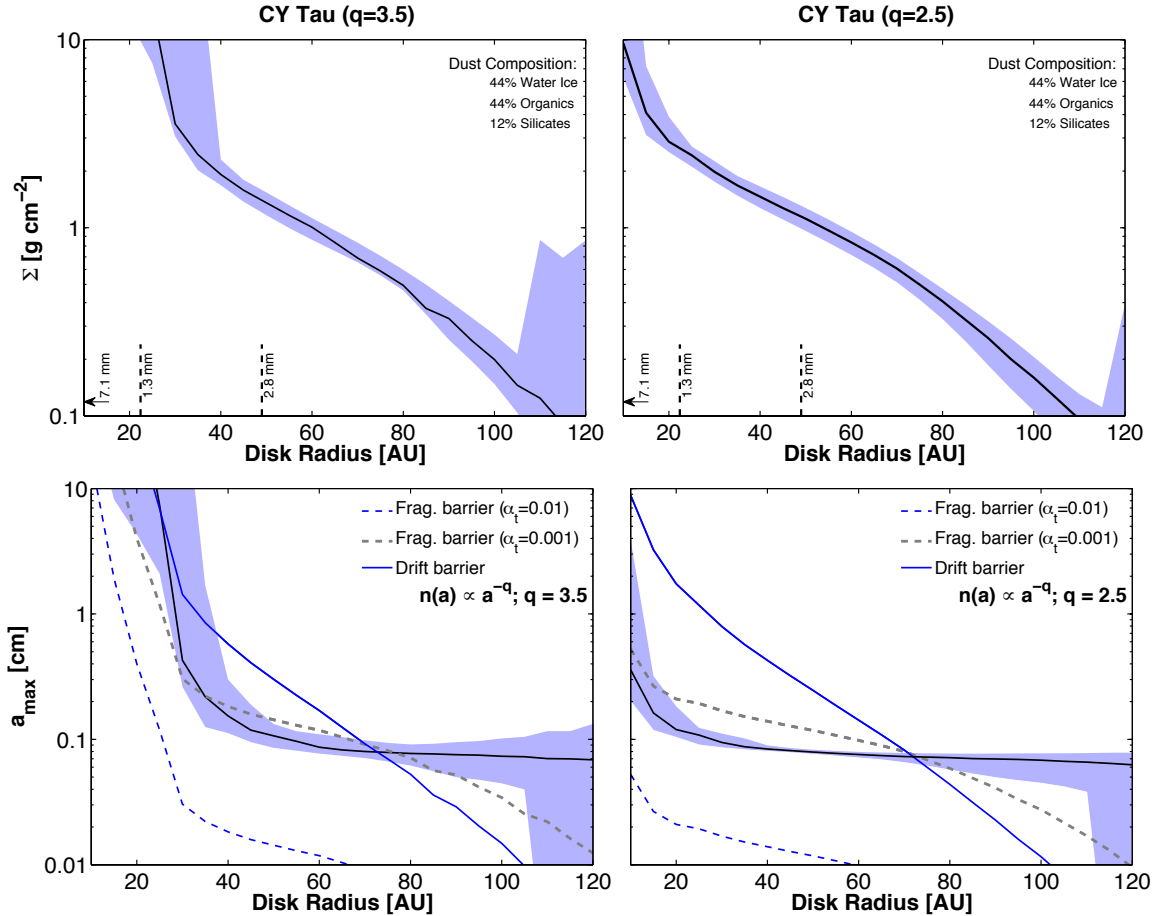 CY Tau (q=3.5)
CY Tau (q=2.5)
10
1
0.1
Σ [g cm⁻²]
Dust Composition:
44% Water Ice
44% Organics
12% Silicates
7.1 mm
1.3 mm
2.8 mm
20 40 60 80 100 120
Disk Radius [AU]
Dust Composition:
44% Water Ice
44% Organics
12% Silicates
7.1 mm
1.3 mm
2.8 mm
20 40 60 80 100 120
Disk Radius [AU]
10
1
0.1
0.01
a_max [cm]
Frag. barrier (α_t=0.01)
Frag. barrier (α_t=0.001)
Drift barrier
n(a) ∝ a^-q; q = 3.5
20 40 60 80 100 120
Disk Radius [AU]
Frag. barrier (α_t=0.01)
Frag. barrier (α_t=0.001)
Drift barrier
n(a) ∝ a^-q; q = 2.5
20 40 60 80 100 120
Disk Radius [AU]